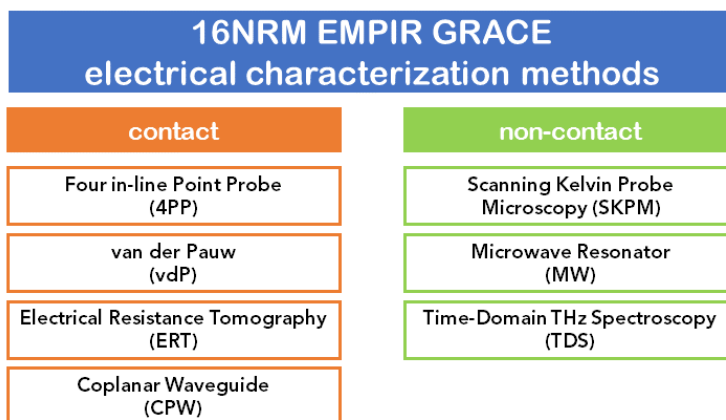 16NRM EMPIR GRACE
electrical characterization methods
contact
Four in-line Point Probe
(4PP)
van der Pauw
(vdP)
Electrical Resistance Tomography
(ERT)
Coplanar Waveguide
(CPW)
non-contact
Scanning Kelvin Probe
Microscopy (SKPM)
Microwave Resonator
(MW)
Time-Domain THz Spectroscopy
(TDS)